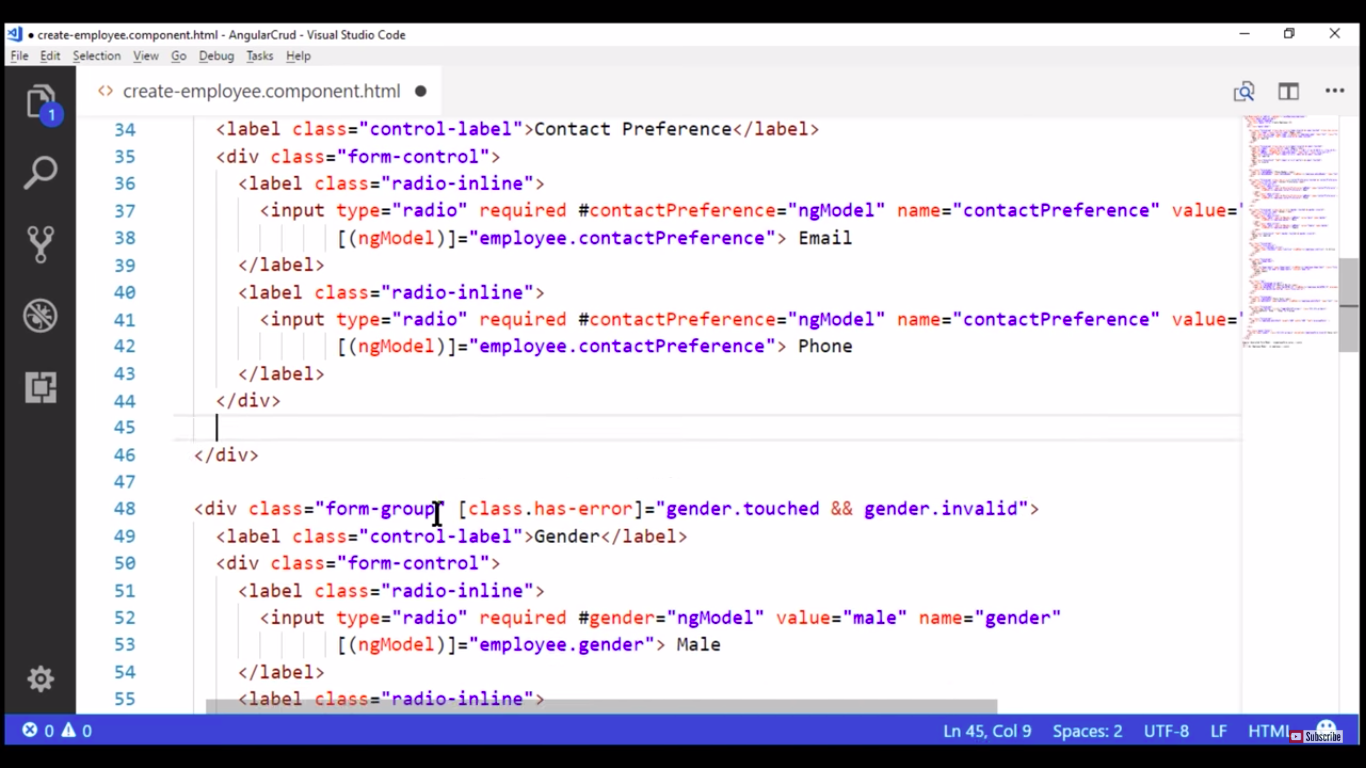 create-employee.component.html - AngularCrud - Visual Studio Code
File Edit Selection View Go Debug Tasks Help
1
<> create-employee.component.html
34 <label class="control-label">Contact Preference</label>
35 <div class="form-control">
36 <label class="radio-inline">
37 <input type="radio" required #contactPreference="ngModel" name="contactPreference" value="
38 [(ngModel)]="employee.contactPreference"> Email
39 </label>
40 <label class="radio-inline">
41 <input type="radio" required #contactPreference="ngModel" name="contactPreference" value="
42 [(ngModel)]="employee.contactPreference"> Phone
43 </label>
44 </div>
45
46 </div>
47
48 <div class="form-group" [class.has-error]="gender.touched && gender.invalid">
49 <label class="control-label">Gender</label>
50 <div class="form-control">
51 <label class="radio-inline">
52 <input type="radio" required #gender="ngModel" value="male" name="gender"
53 [(ngModel)]="employee.gender"> Male
54 </label>
55 <label class="radio-inline">
0 0 Ln 45, Col 9 Spaces: 2 UTF-8 LF HTML
Subscribe